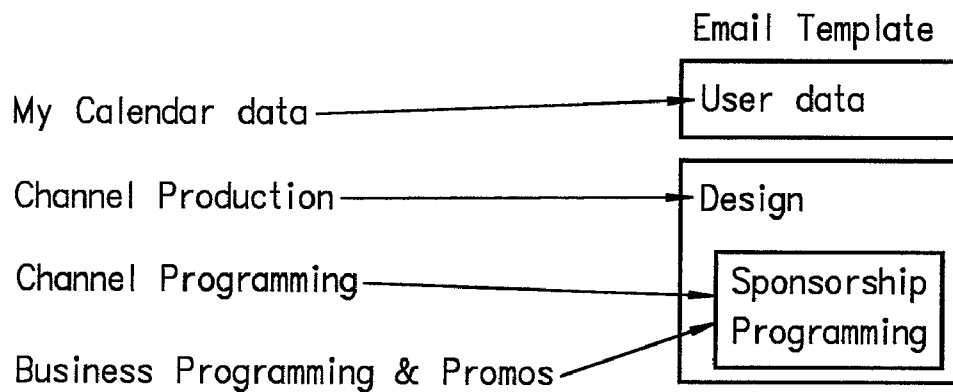 Email Template
My Calendar data
User data
Channel Production
Design
Channel Programming
Sponsorship
Programming
Business Programming & Promos